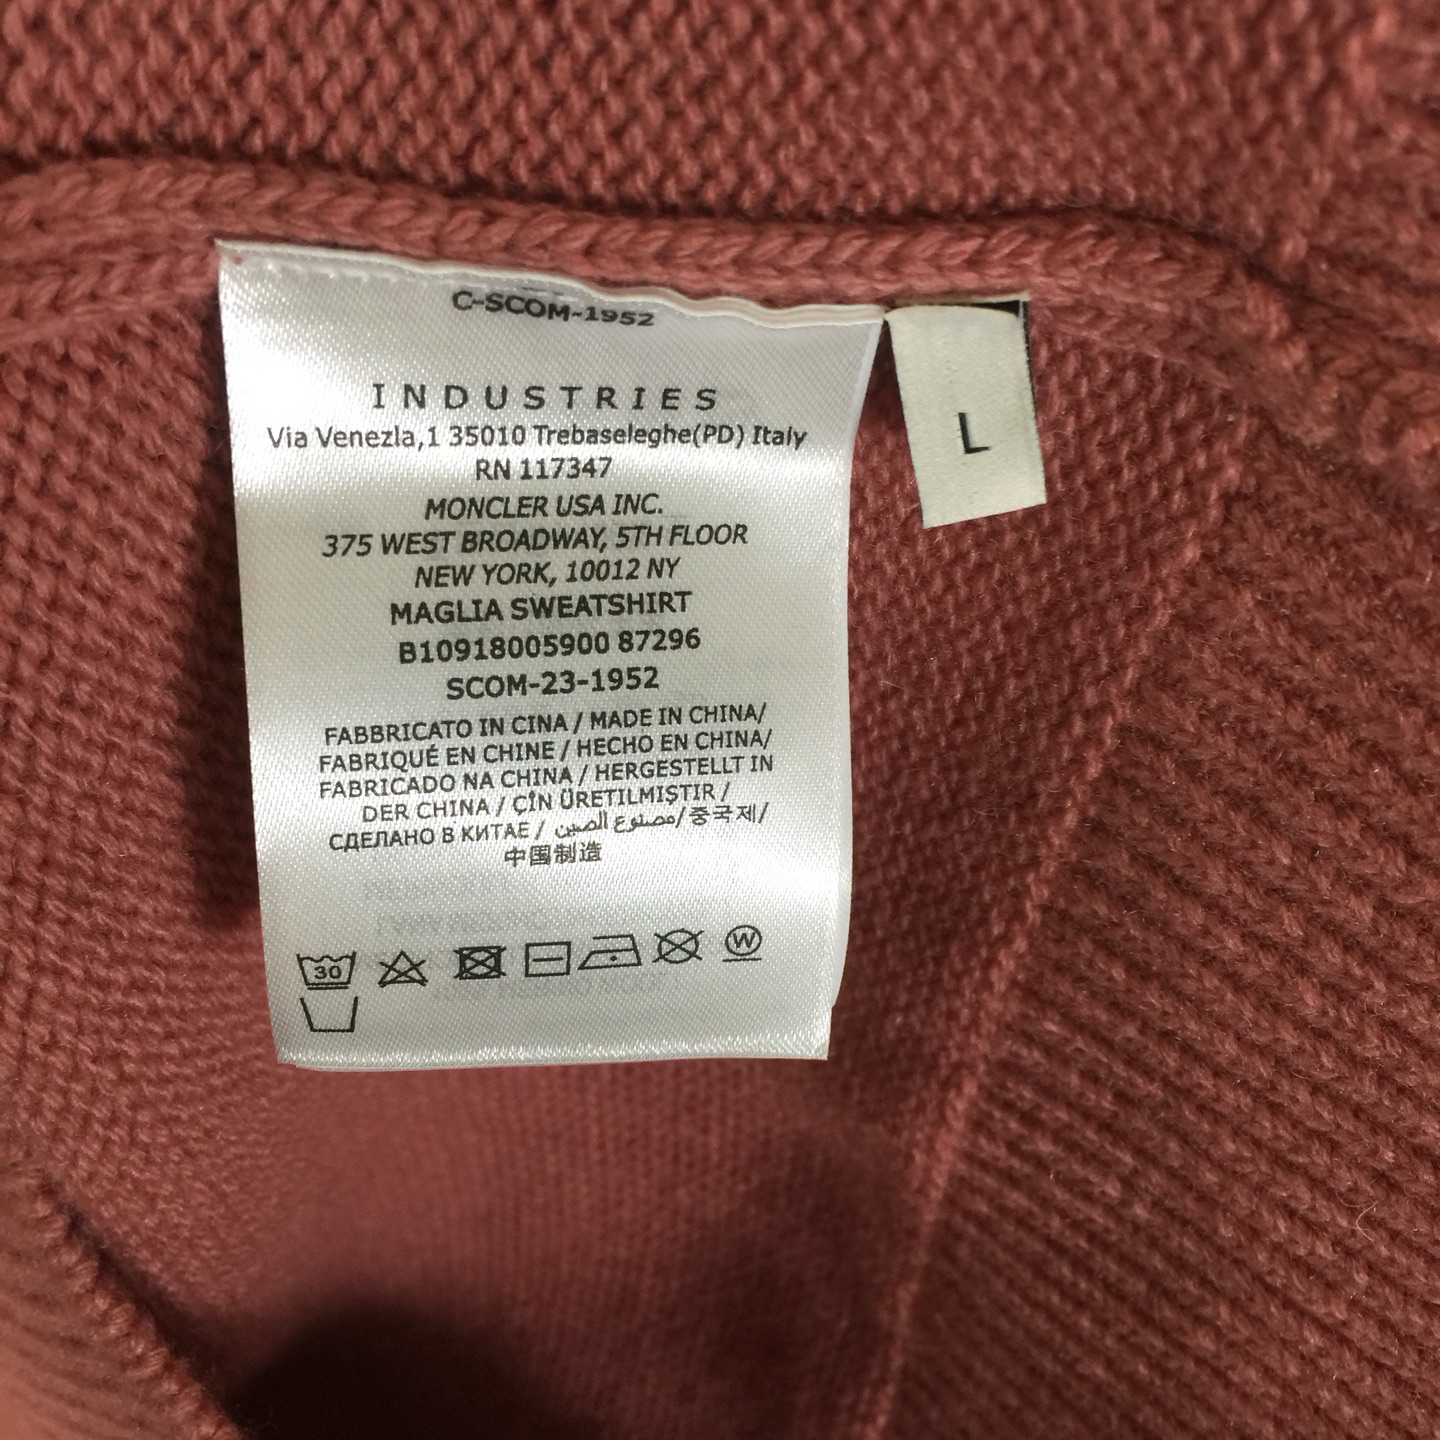 C-SCOM-1952
INDUSTRIES
Via Venezla,1 35010 Trebaseleghe(PD) Italy
RN 117347
MONCLER USA INC.
375 WEST BROADWAY, 5TH FLOOR
NEW YORK, 10012 NY
MAGLIA SWEATSHIRT
B10918005900 87296
SCOM-23-1952
FABBRICATO IN CINA / MADE IN CHINA/
FABRIQUÉ EN CHINE / HECHO EN CHINA/
FABRICADO NA CHINA / HERGESTELLT IN
DER CHINA / ÇÎN ÜRETILMIŞTIR /
СДЕЛАНО В КИТАЕ / مصنوع الصين/중국제/
中国制造
30
W
L